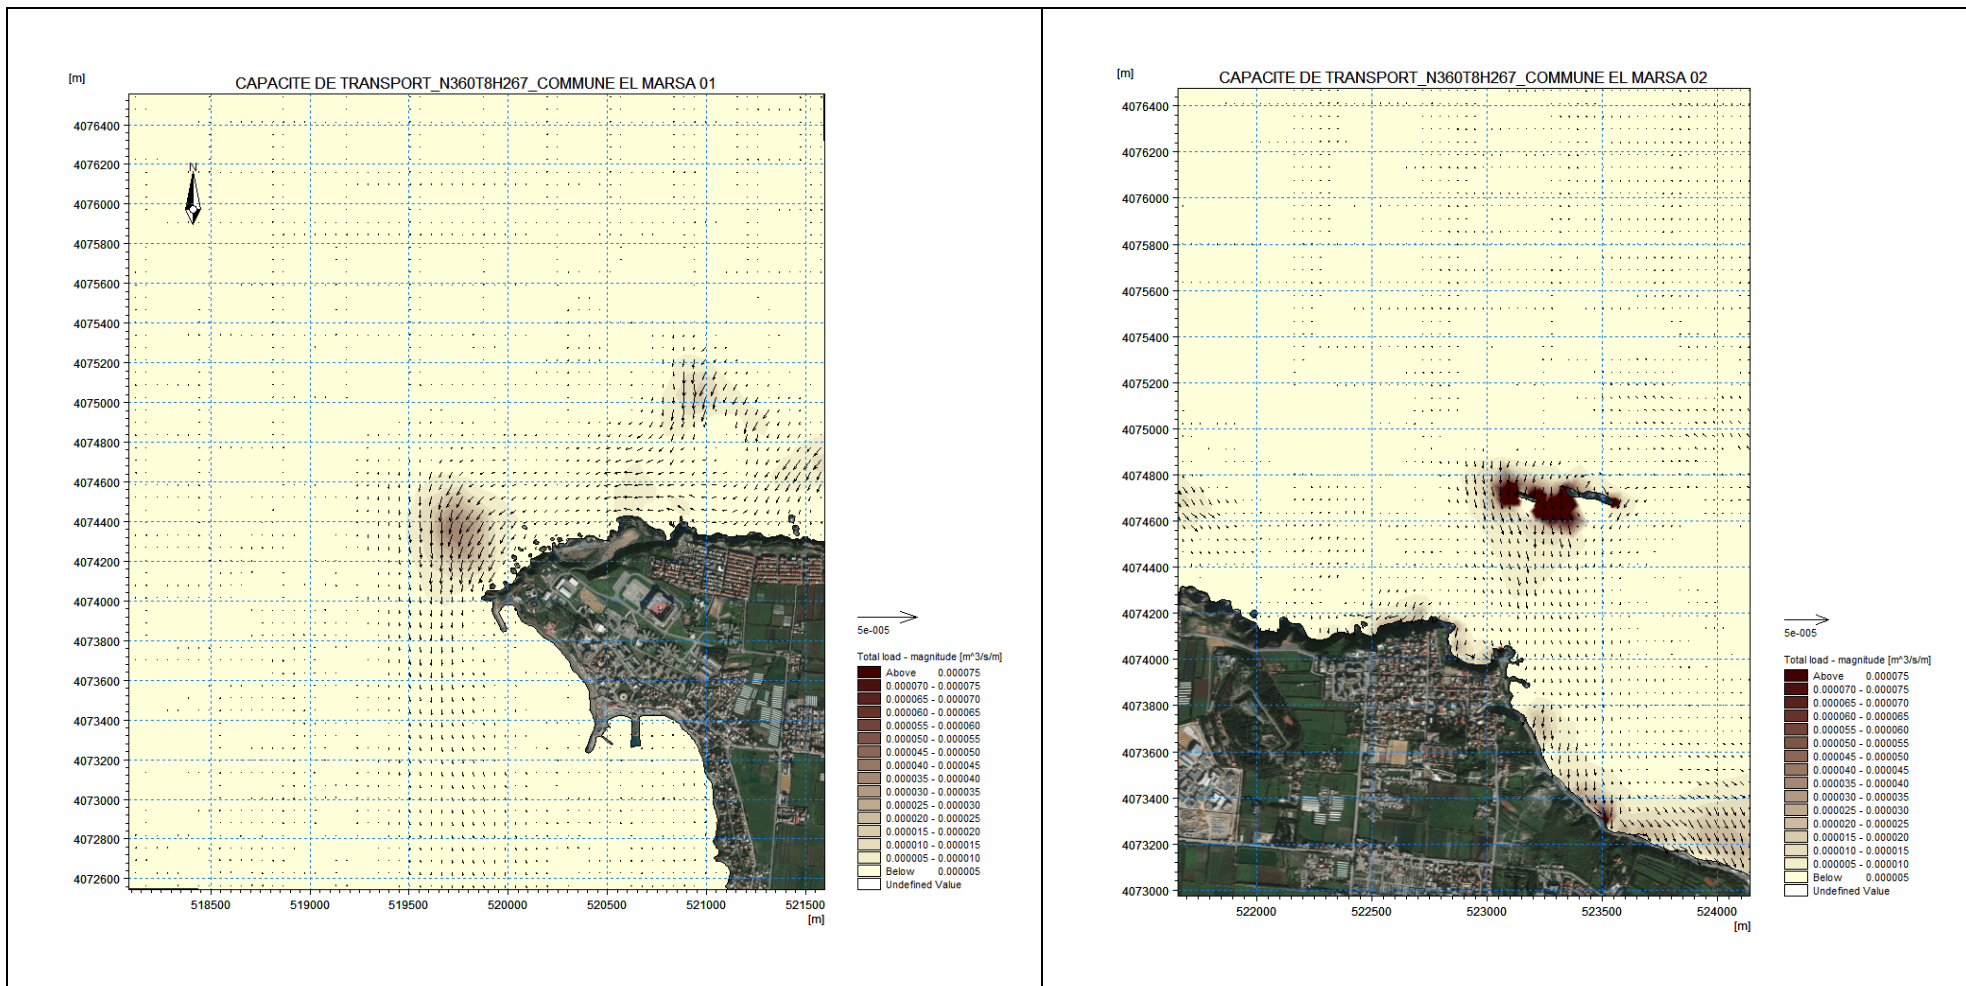 [m]
CAPACITE DE TRANSPORT_N360T8H267_COMMUNE EL MARSA 01
4076400
4076200
4076000
4075800
4075600
4075400
4075200
4075000
4074800
4074600
4074400
4074200
4074000
4073800
4073600
4073400
4073200
4073000
4072800
4072600
N
518500 519000 519500 520000 520500 521000 521500
[m]
5e-005
Total load - magnitude [m^3/s/m]
Above 0.000075
0.000070 - 0.000075
0.000065 - 0.000070
0.000060 - 0.000065
0.000055 - 0.000060
0.000050 - 0.000055
0.000045 - 0.000050
0.000040 - 0.000045
0.000035 - 0.000040
0.000030 - 0.000035
0.000025 - 0.000030
0.000020 - 0.000025
0.000015 - 0.000020
0.000010 - 0.000015
0.000005 - 0.000010
Below 0.000005
Undefined Value
[m]
CAPACITE DE TRANSPORT_N360T8H267_COMMUNE EL MARSA 02
4076400
4076200
4076000
4075800
4075600
4075400
4075200
4075000
4074800
4074600
4074400
4074200
4074000
4073800
4073600
4073400
4073200
4073000
522000 522500 523000 523500 524000
[m]
5e-005
Total load - magnitude [m^3/s/m]
Above 0.000075
0.000070 - 0.000075
0.000065 - 0.000070
0.000060 - 0.000065
0.000055 - 0.000060
0.000050 - 0.000055
0.000045 - 0.000050
0.000040 - 0.000045
0.000035 - 0.000040
0.000030 - 0.000035
0.000025 - 0.000030
0.000020 - 0.000025
0.000015 - 0.000020
0.000010 - 0.000015
0.000005 - 0.000010
Below 0.000005
Undefined Value